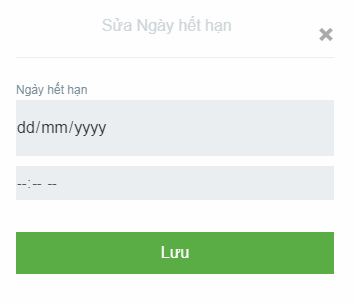 Sửa Ngày hết hạn
×
Ngày hết hạn
dd/mm/yyyy
--:-- --
Lưu